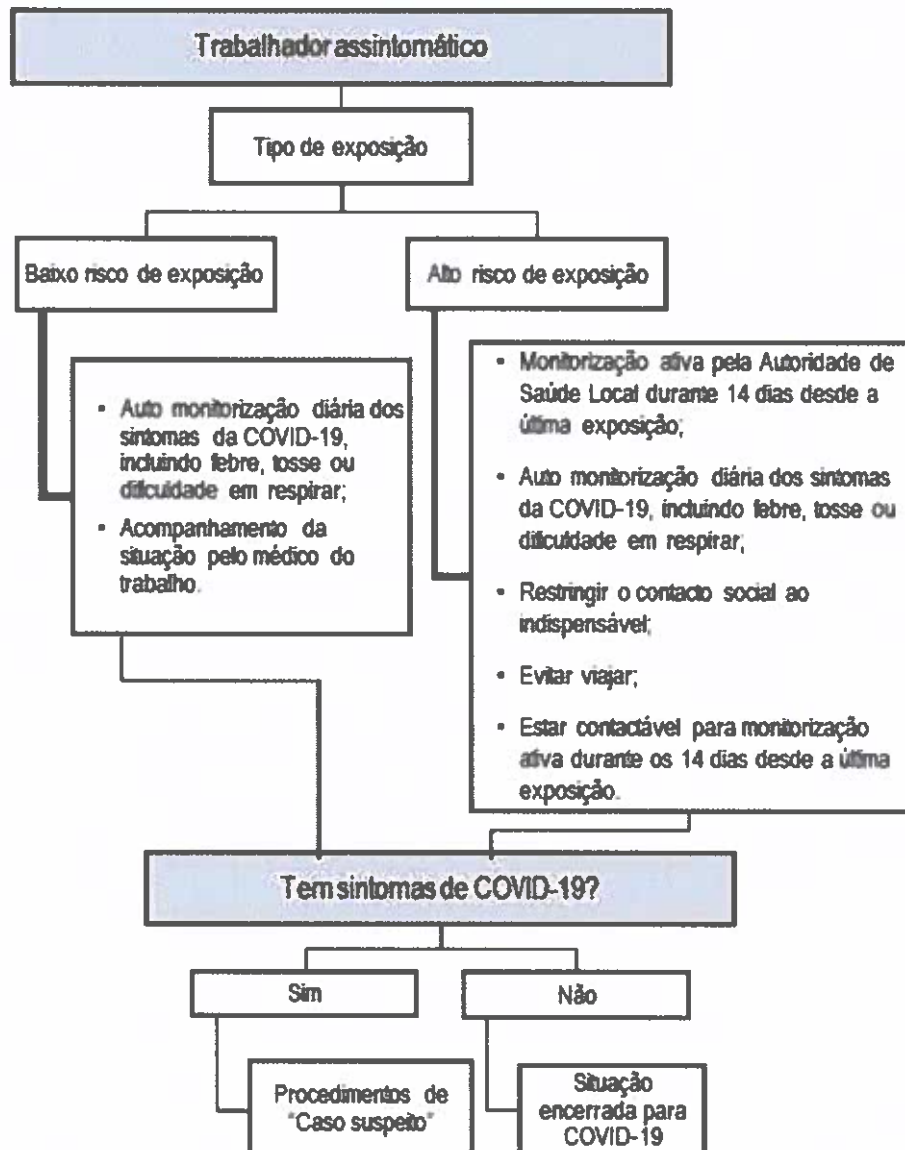 Trabalhador assintomático
Tipo de exposição
Baixo risco de exposição
Alto risco de exposição
• Auto monitorização diária dos
sintomas da COVID-19,
incluindo febre, tosse ou
dificuldade em respirar;
• Acompanhamento da
situação pelo médico do
trabalho.
• Monitorização ativa pela Autoridade de
Saúde Local durante 14 dias desde a
última exposição;
• Auto monitorização diária dos sintomas
da COVID-19, incluindo febre, tosse ou
dificuldade em respirar;
• Restringir o contacto social ao
indispensável;
• Evitar viajar;
• Estar contactável para monitorização
ativa durante os 14 dias desde a última
exposição.
Tem sintomas de COVID-19?
Sim
Não
Procedimentos de
"Caso suspeito"
Situação
encerrada para
COVID-19